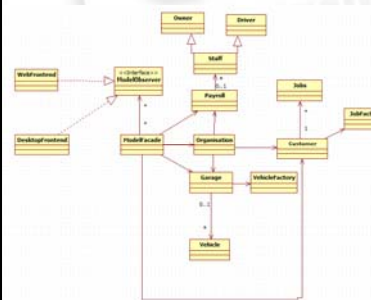 Owner
Driver
Staff
WebFrontend
<<Interface>>
ModelObserver
*
0..1
Payroll
Jobs
*
*
DesktopFrontend
ModelFacade
Organisation
1
Customer
Garage
VehicleFactory
0..1
*
Vehicle